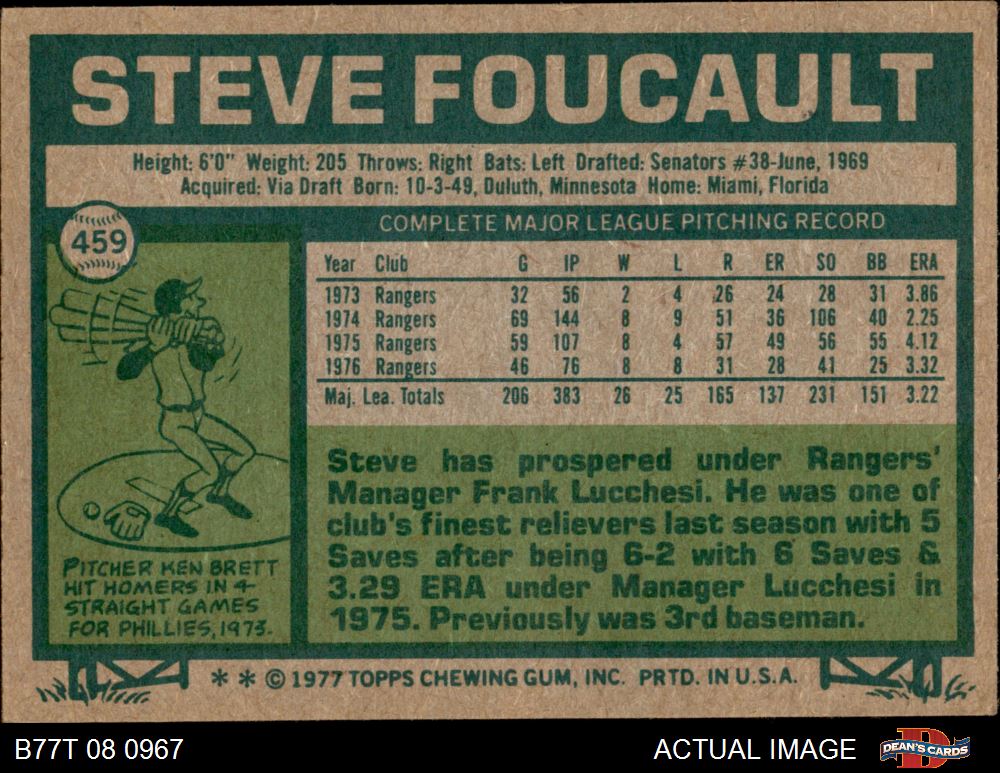 STEVE FOUCAULT
Height: 6'0" Weight: 205 Throws: Right Bats: Left Drafted: Senators #38-June, 1969
Acquired: Via Draft Born: 10-3-49, Duluth, Minnesota Home: Miami, Florida
459
COMPLETE MAJOR LEAGUE PITCHING RECORD
Year Club G IP W L R ER SO BB ERA
1973 Rangers 32 56 2 4 26 24 28 31 3.86
1974 Rangers 69 144 8 9 51 36 106 40 2.25
1975 Rangers 59 107 8 4 57 49 56 55 4.12
1976 Rangers 46 76 8 8 31 28 41 25 3.32
Maj. Lea. Totals 206 383 26 25 165 137 231 151 3.22
Steve has prospered under Rangers'
Manager Frank Lucchesi. He was one of
club's finest relievers last season with 5
Saves after being 6-2 with 6 Saves &
3.29 ERA under Manager Lucchesi in
1975. Previously was 3rd baseman.
PITCHER KEN BRETT
HIT HOMERS IN 4
STRAIGHT GAMES
FOR PHILLIES, 1973.
** © 1977 TOPPS CHEWING GUM, INC. PRTD. IN U.S.A.
B77T 08 0967
ACTUAL IMAGE
DEAN'S CARDS